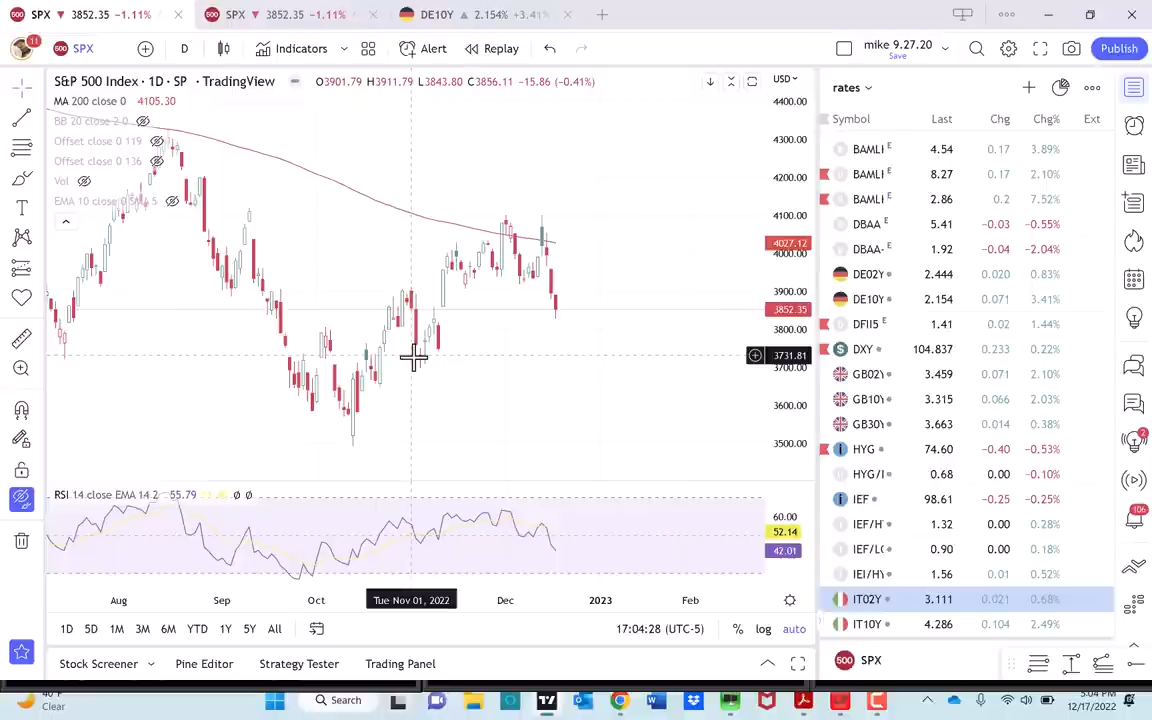 SPX ▼ 3852.35 −1.11%
SPX ▼ 3852.35 −1.11%
DE10Y ▲ 2.154% +3.41%
11
500 SPX
D
Indicators
Alert
Replay
mike 9.27.20
Save
Publish
S&P 500 Index · 1D · SP · TradingView
O3901.79 H3911.79 L3843.80 C3856.11 −15.86 (−0.41%)
MA 200 close 0 4105.30
BB 20 close 2 0
Offset close 0 119
Offset close 0 136
Vol
EMA 10 close 0 SMA 5
USD
4400.00
4300.00
4200.00
4100.00
4027.12
4000.00
3900.00
3852.35
3800.00
3731.81
3700.00
3600.00
3500.00
RSI 14 close EMA 14 2 55.79 Ø Ø
60.00
52.14
42.01
Aug Sep Oct Tue Nov 01, 2022 Dec 2023 Feb
1D 5D 1M 3M 6M YTD 1Y 5Y All
17:04:28 (UTC-5) % log auto
Stock Screener Pine Editor Strategy Tester Trading Panel
rates
Symbol Last Chg Chg% Ext
BAMLH E 4.54 0.17 3.89%
BAMLH E 8.27 0.17 2.10%
BAMLH E 2.86 0.2 7.52%
DBAA E 5.41 −0.03 −0.55%
DBAA- E 1.92 −0.04 −2.04%
DE02Y 2.444 0.020 0.83%
DE10Y 2.154 0.071 3.41%
DFII5 E 1.41 0.02 1.44%
DXY 104.837 0.233 0.22%
GB02Y 3.459 0.071 2.10%
GB10Y 3.315 0.066 2.03%
GB30Y 3.663 0.014 0.38%
HYG 74.60 −0.40 −0.53%
HYG/I 0.68 0.00 −0.10%
IEF 98.61 −0.25 −0.25%
IEF/H 1.32 0.00 0.28%
IEF/LQ 0.90 0.00 0.18%
IEI/HY 1.56 0.01 0.52%
IT02Y 3.111 0.021 0.68%
IT10Y 4.286 0.104 2.49%
500 SPX
2
106
40°F
Clear
Search
5:04 PM
12/17/2022